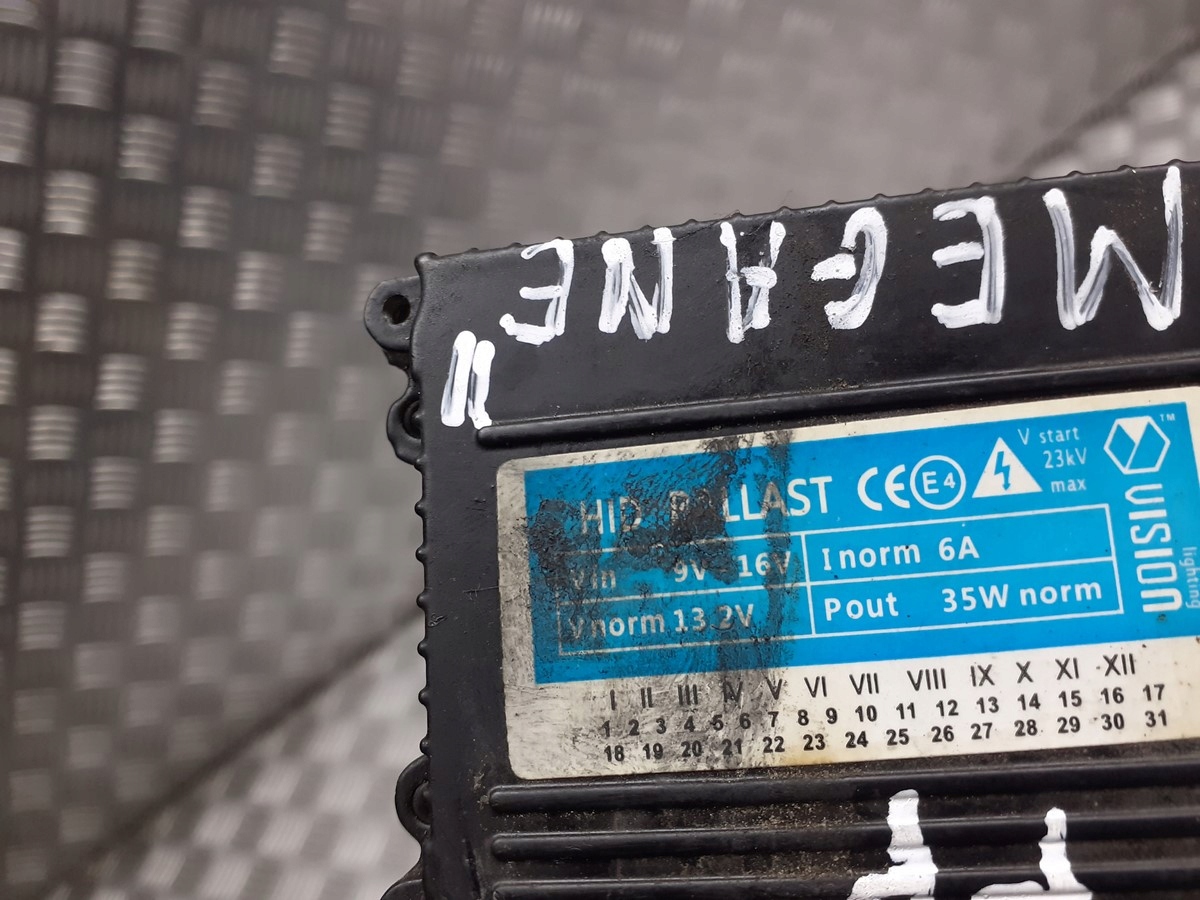 MEGANE
"
HID BALLAST CE E4 V start
23kV
max
Vin 9V - 16V I norm 6A
Vnorm 13.2V Pout 35W norm
VISION™
lighting
I II III IV V VI VII VIII IX X XI XII
1 2 3 4 5 6 7 8 9 10 11 12 13 14 15 16 17
18 19 20 21 22 23 24 25 26 27 28 29 30 31